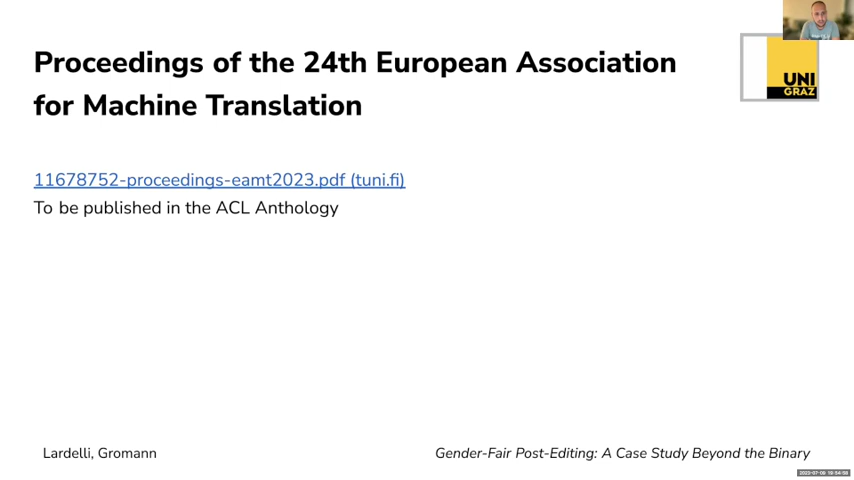 Proceedings of the 24th European Association
for Machine Translation
UNI
GRAZ
11678752-proceedings-eamt2023.pdf (tuni.fi)
To be published in the ACL Anthology
Lardelli, Gromann
Gender-Fair Post-Editing: A Case Study Beyond the Binary